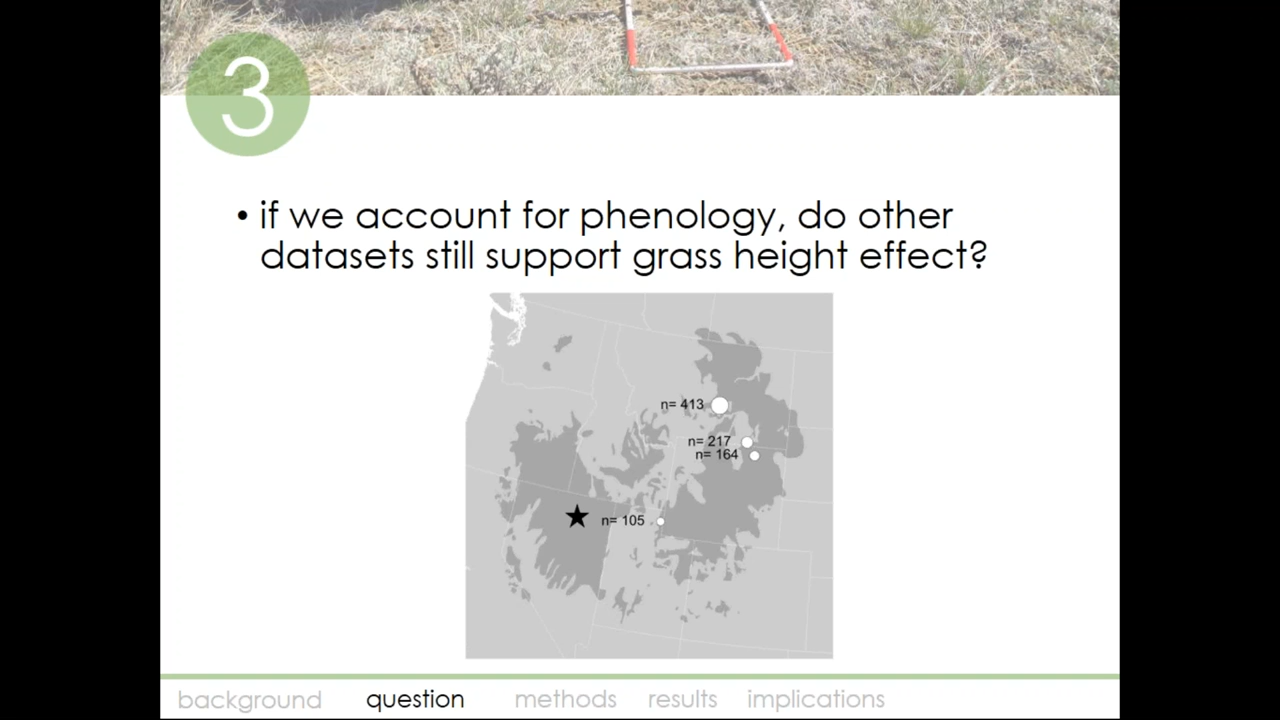 3
• if we account for phenology, do other
datasets still support grass height effect?
n= 413
n= 217
n= 164
n= 105
background question methods results implications